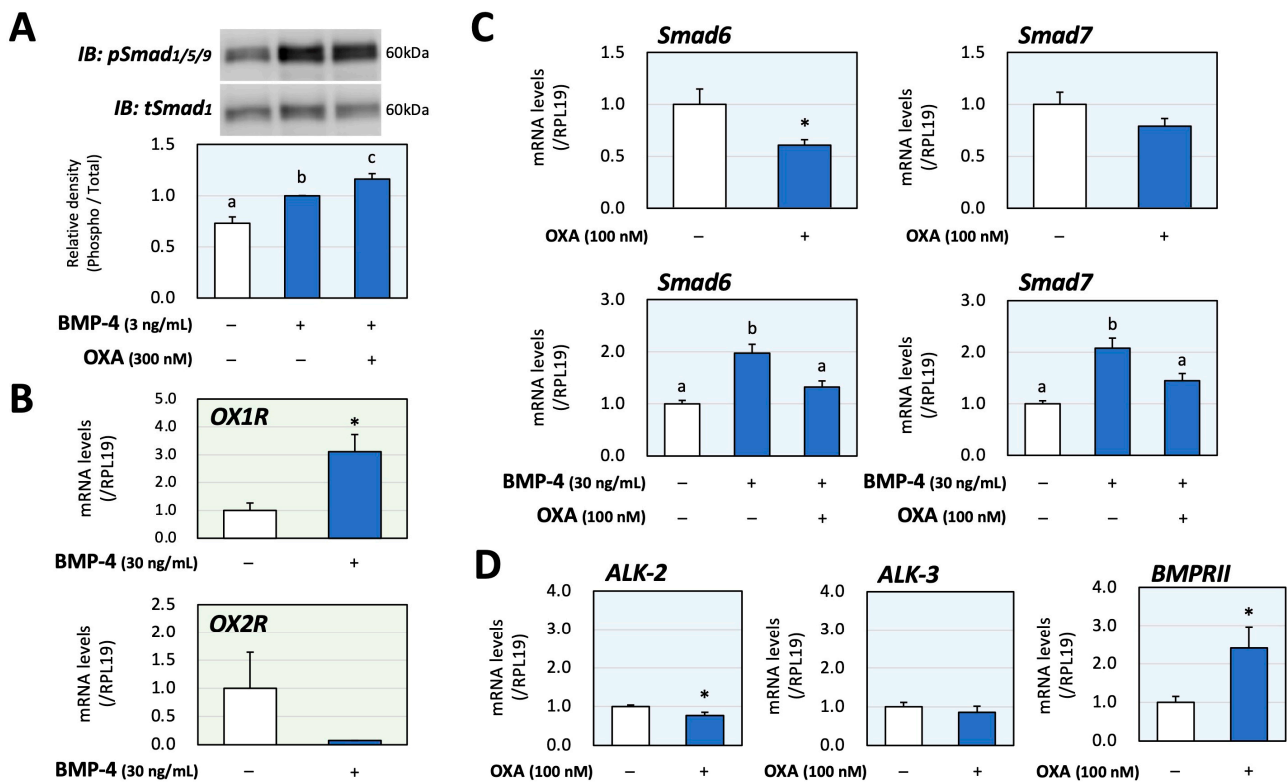 A
IB: pSmad1/5/9
60kDa
IB: tSmad1
60kDa
Relative density
(Phospho / Total)
1.5
1.0
0.5
0.0
a
b
c
BMP-4 (3 ng/mL) – + +
OXA (300 nM) – – +
B
OX1R
mRNA levels
(/RPL19)
5.0
4.0
3.0
2.0
1.0
0.0
*
BMP-4 (30 ng/mL) – +
OX2R
mRNA levels
(/RPL19)
2.5
2.0
1.5
1.0
0.5
0.0
BMP-4 (30 ng/mL) – +
C
Smad6
mRNA levels
(/RPL19)
1.5
1.0
0.5
0.0
*
OXA (100 nM) – +
Smad7
mRNA levels
(/RPL19)
1.5
1.0
0.5
0.0
OXA (100 nM) – +
Smad6
mRNA levels
(/RPL19)
3.0
2.0
1.0
0.0
a
b
a
BMP-4 (30 ng/mL) – + +
OXA (100 nM) – – +
Smad7
mRNA levels
(/RPL19)
3.0
2.0
1.0
0.0
a
b
a
BMP-4 (30 ng/mL) – + +
OXA (100 nM) – – +
D
ALK-2
mRNA levels
(/RPL19)
4.0
3.0
2.0
1.0
0.0
*
OXA (100 nM) – +
ALK-3
mRNA levels
(/RPL19)
4.0
3.0
2.0
1.0
0.0
OXA (100 nM) – +
BMPRII
mRNA levels
(/RPL19)
4.0
3.0
2.0
1.0
0.0
*
OXA (100 nM) – +